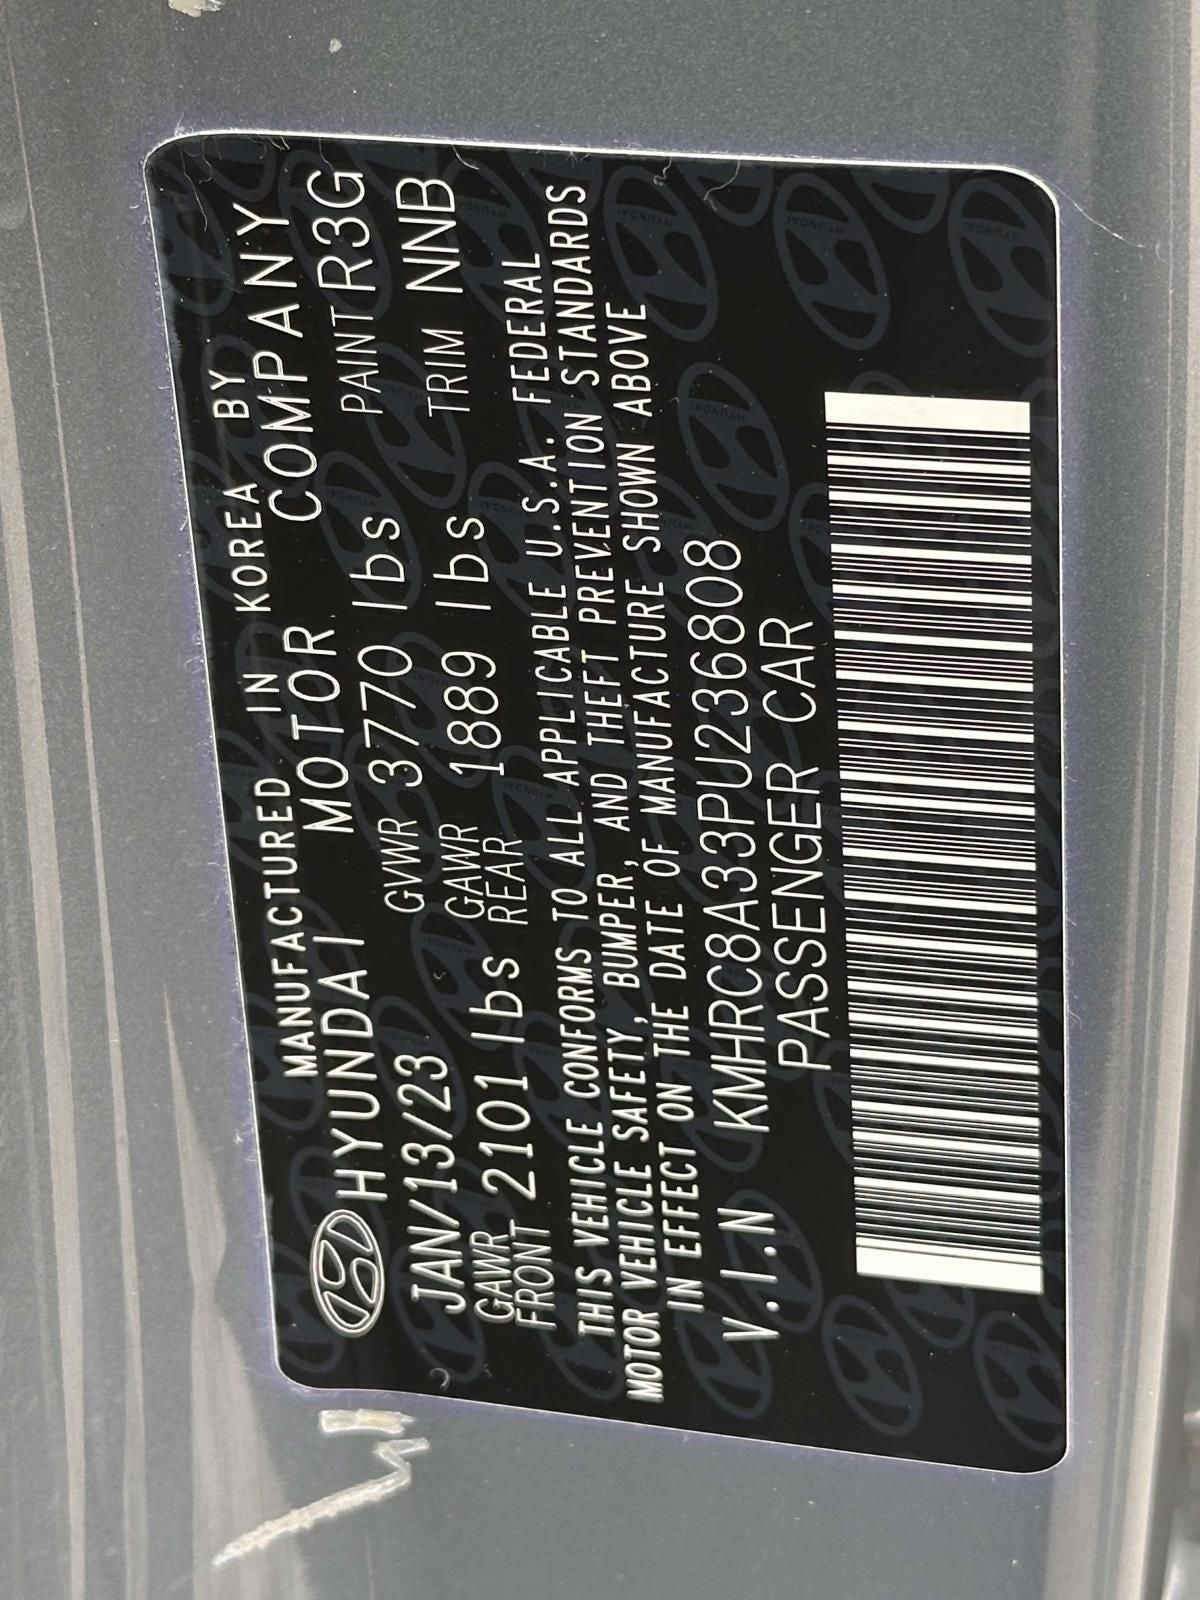 MANUFACTURED IN KOREA BY
HYUNDAI MOTOR COMPANY
JAN/13/23 GVWR 3770 lbs PAINT R3G
GAWR FRONT 2101 lbs GAWR REAR 1889 lbs TRIM NNB
THIS VEHICLE CONFORMS TO ALL APPLICABLE U.S.A. FEDERAL
MOTOR VEHICLE SAFETY, BUMPER, AND THEFT PREVENTION STANDARDS
IN EFFECT ON THE DATE OF MANUFACTURE SHOWN ABOVE
V.I.N KMHRC8A33PU236808
PASSENGER CAR